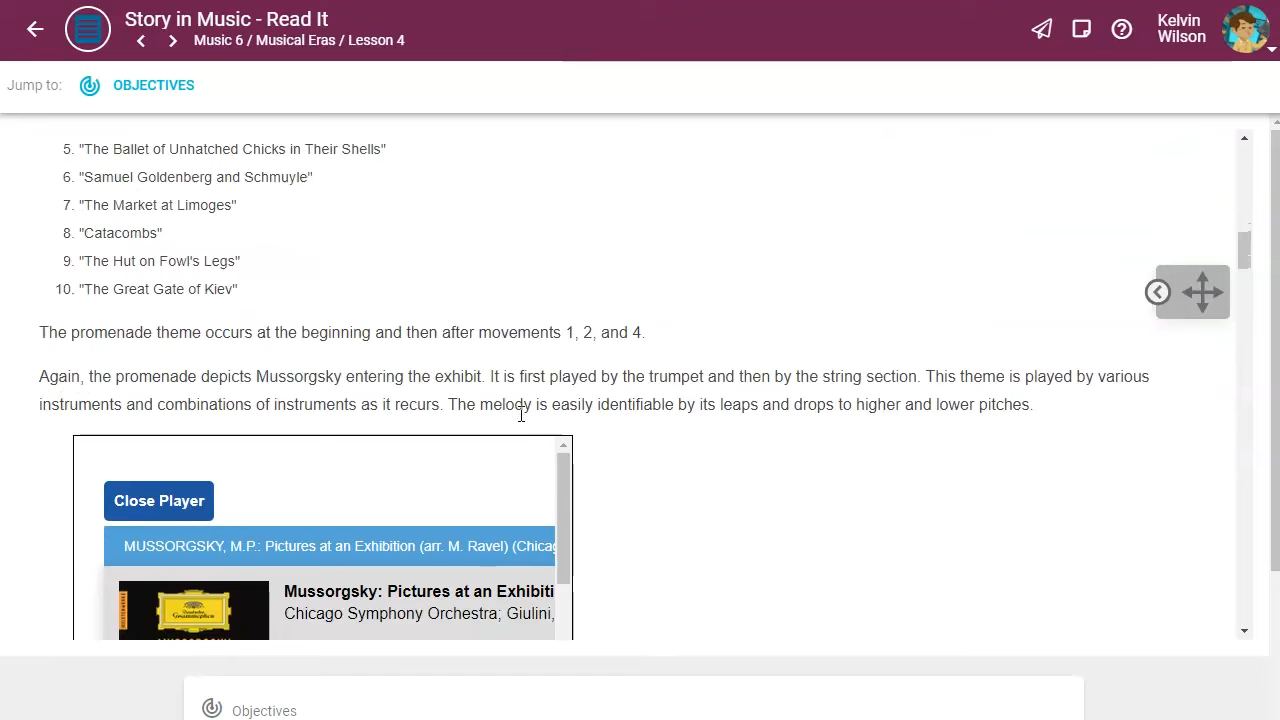 Story in Music - Read It
Music 6 / Musical Eras / Lesson 4
Kelvin
Wilson
Jump to:
OBJECTIVES
5. "The Ballet of Unhatched Chicks in Their Shells"
6. "Samuel Goldenberg and Schmuyle"
7. "The Market at Limoges"
8. "Catacombs"
9. "The Hut on Fowl's Legs"
10. "The Great Gate of Kiev"
The promenade theme occurs at the beginning and then after movements 1, 2, and 4.
Again, the promenade depicts Mussorgsky entering the exhibit. It is first played by the trumpet and then by the string section. This theme is played by various
instruments and combinations of instruments as it recurs. The melody is easily identifiable by its leaps and drops to higher and lower pitches.
Close Player
MUSSORGSKY, M.P.: Pictures at an Exhibition (arr. M. Ravel) (Chicag
Mussorgsky: Pictures at an Exhibiti
Chicago Symphony Orchestra; Giulini,
Objectives